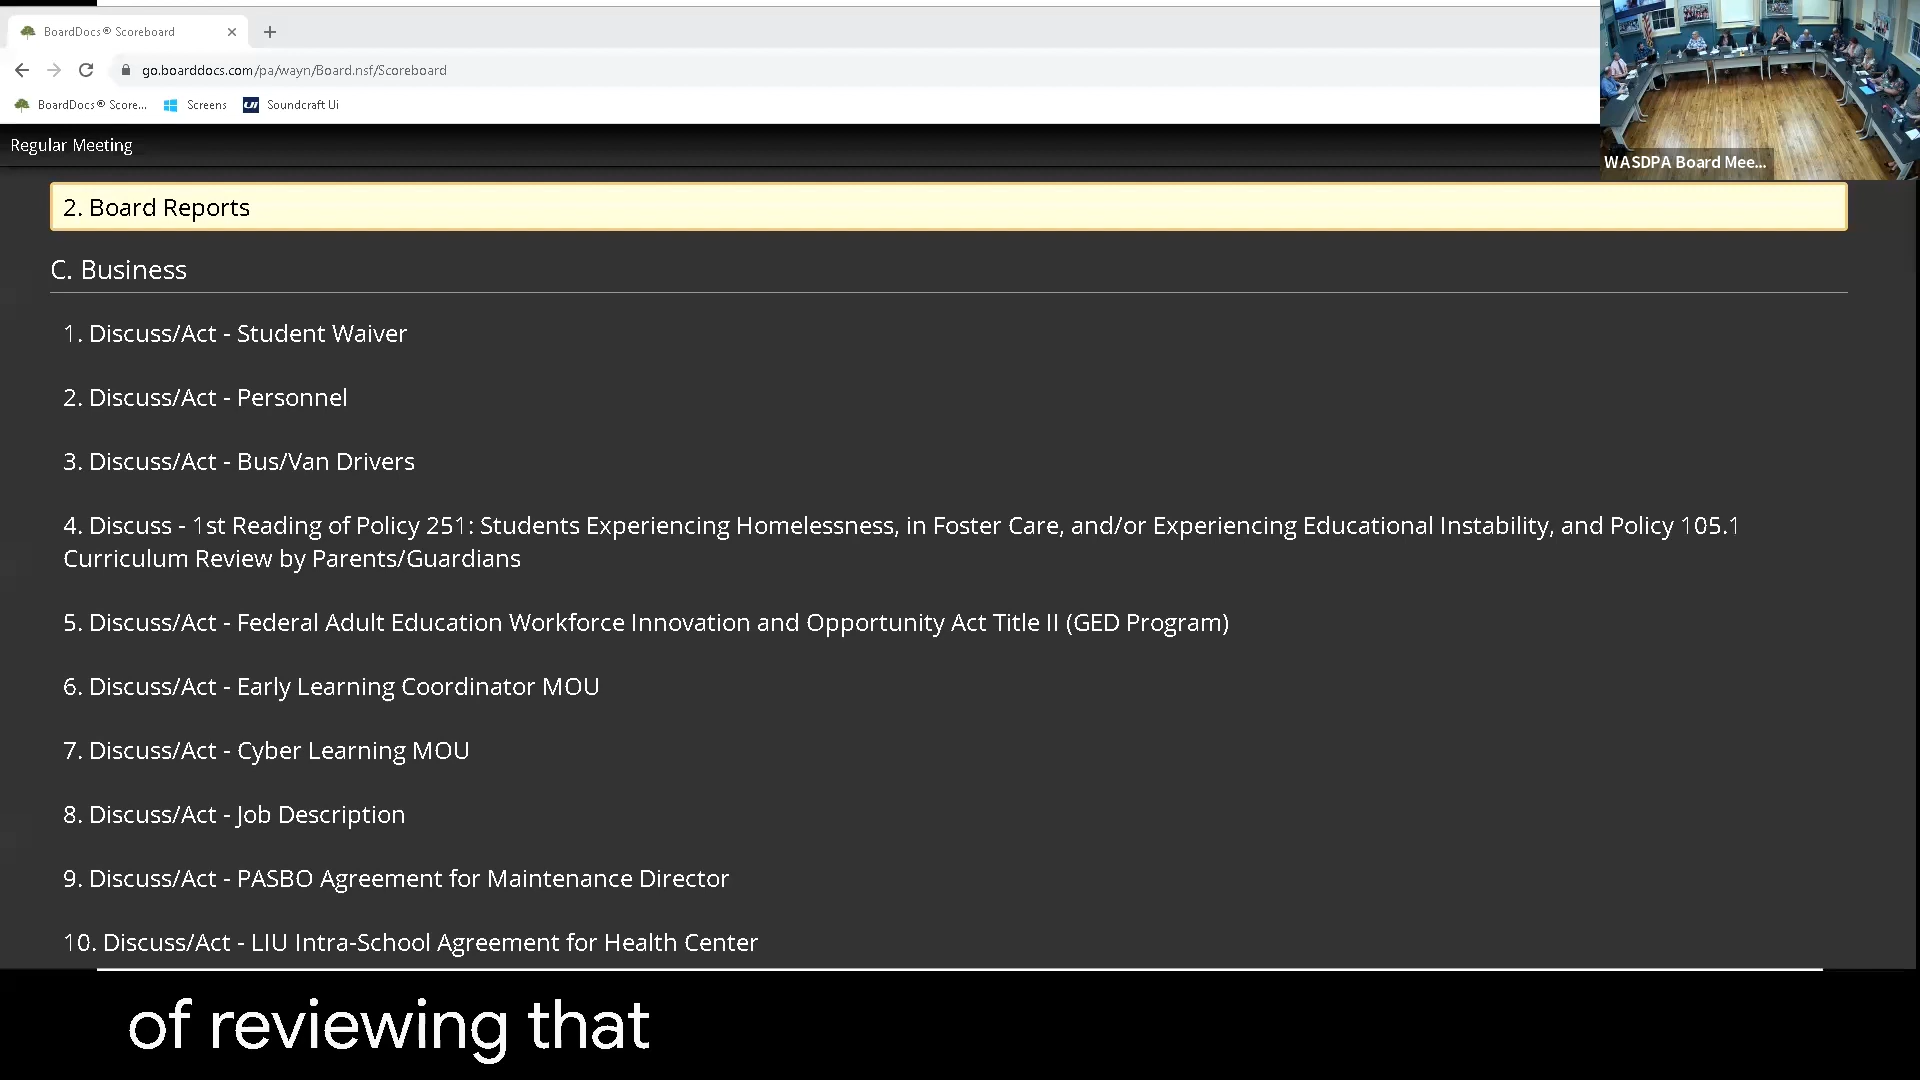 BoardDocs® Scoreboard
go.boarddocs.com/pa/wayn/Board.nsf/Scoreboard
BoardDocs® Score... Screens Soundcraft Ui
Regular Meeting
WASDPA Board Mee...
2. Board Reports
C. Business
1. Discuss/Act - Student Waiver
2. Discuss/Act - Personnel
3. Discuss/Act - Bus/Van Drivers
4. Discuss - 1st Reading of Policy 251: Students Experiencing Homelessness, in Foster Care, and/or Experiencing Educational Instability, and Policy 105.1
Curriculum Review by Parents/Guardians
5. Discuss/Act - Federal Adult Education Workforce Innovation and Opportunity Act Title II (GED Program)
6. Discuss/Act - Early Learning Coordinator MOU
7. Discuss/Act - Cyber Learning MOU
8. Discuss/Act - Job Description
9. Discuss/Act - PASBO Agreement for Maintenance Director
10. Discuss/Act - LIU Intra-School Agreement for Health Center
of reviewing that